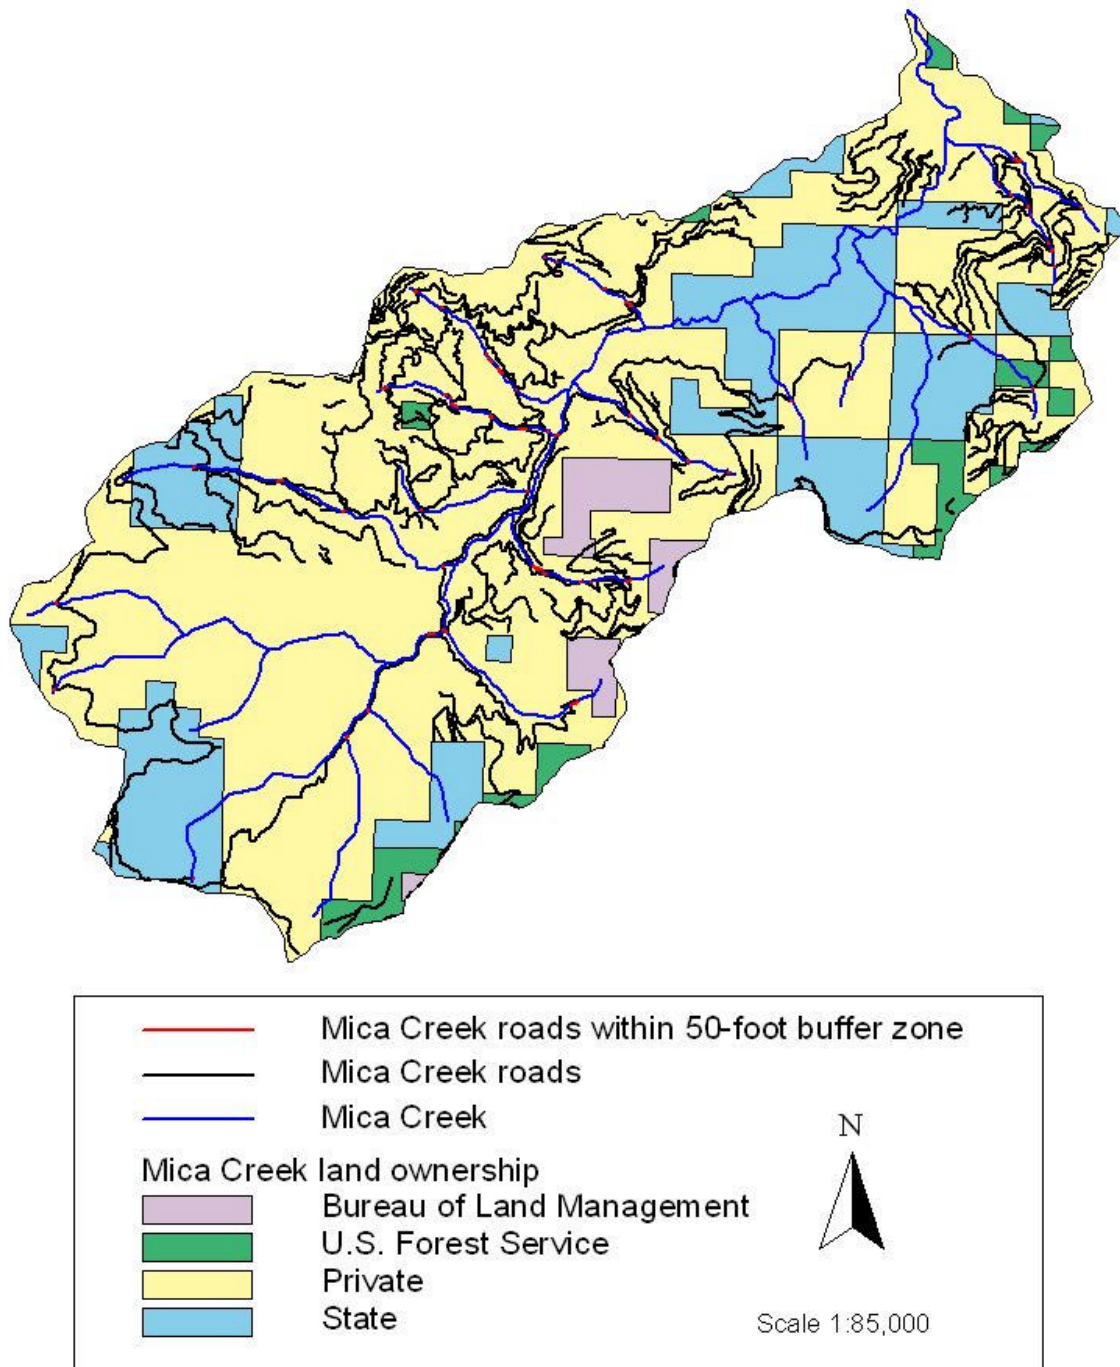 Mica Creek roads within 50-foot buffer zone
Mica Creek roads
Mica Creek
N
Mica Creek land ownership
Bureau of Land Management
U.S. Forest Service
Private
State
Scale 1:85,000